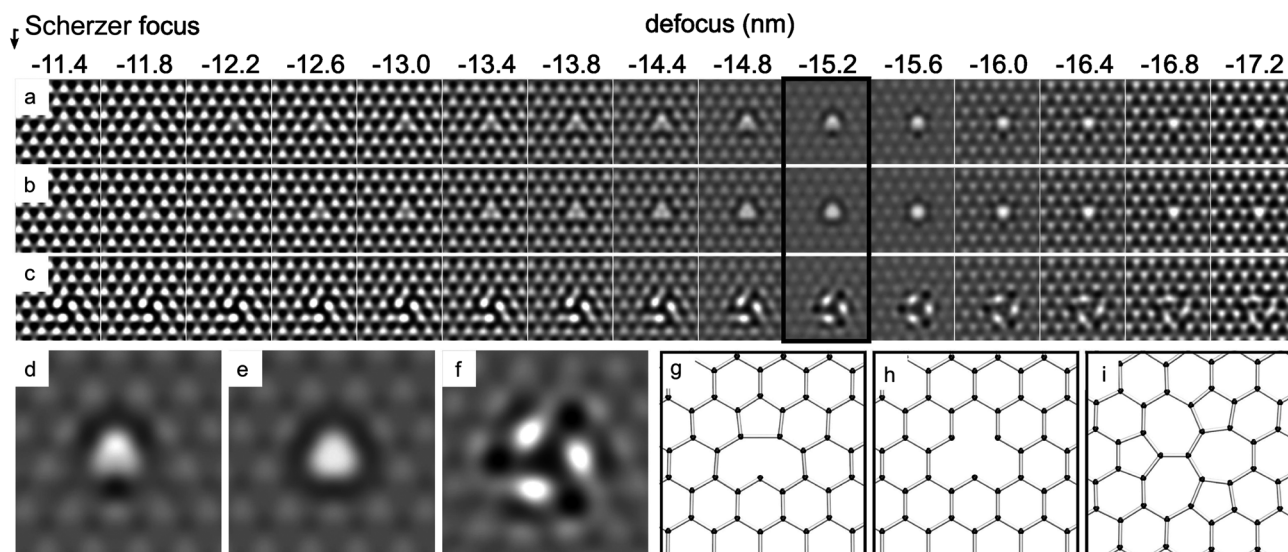 Scherzer focus
defocus (nm)
-11.4 -11.8 -12.2 -12.6 -13.0 -13.4 -13.8 -14.4 -14.8 -15.2 -15.6 -16.0 -16.4 -16.8 -17.2
a
b
c
d e f g h i